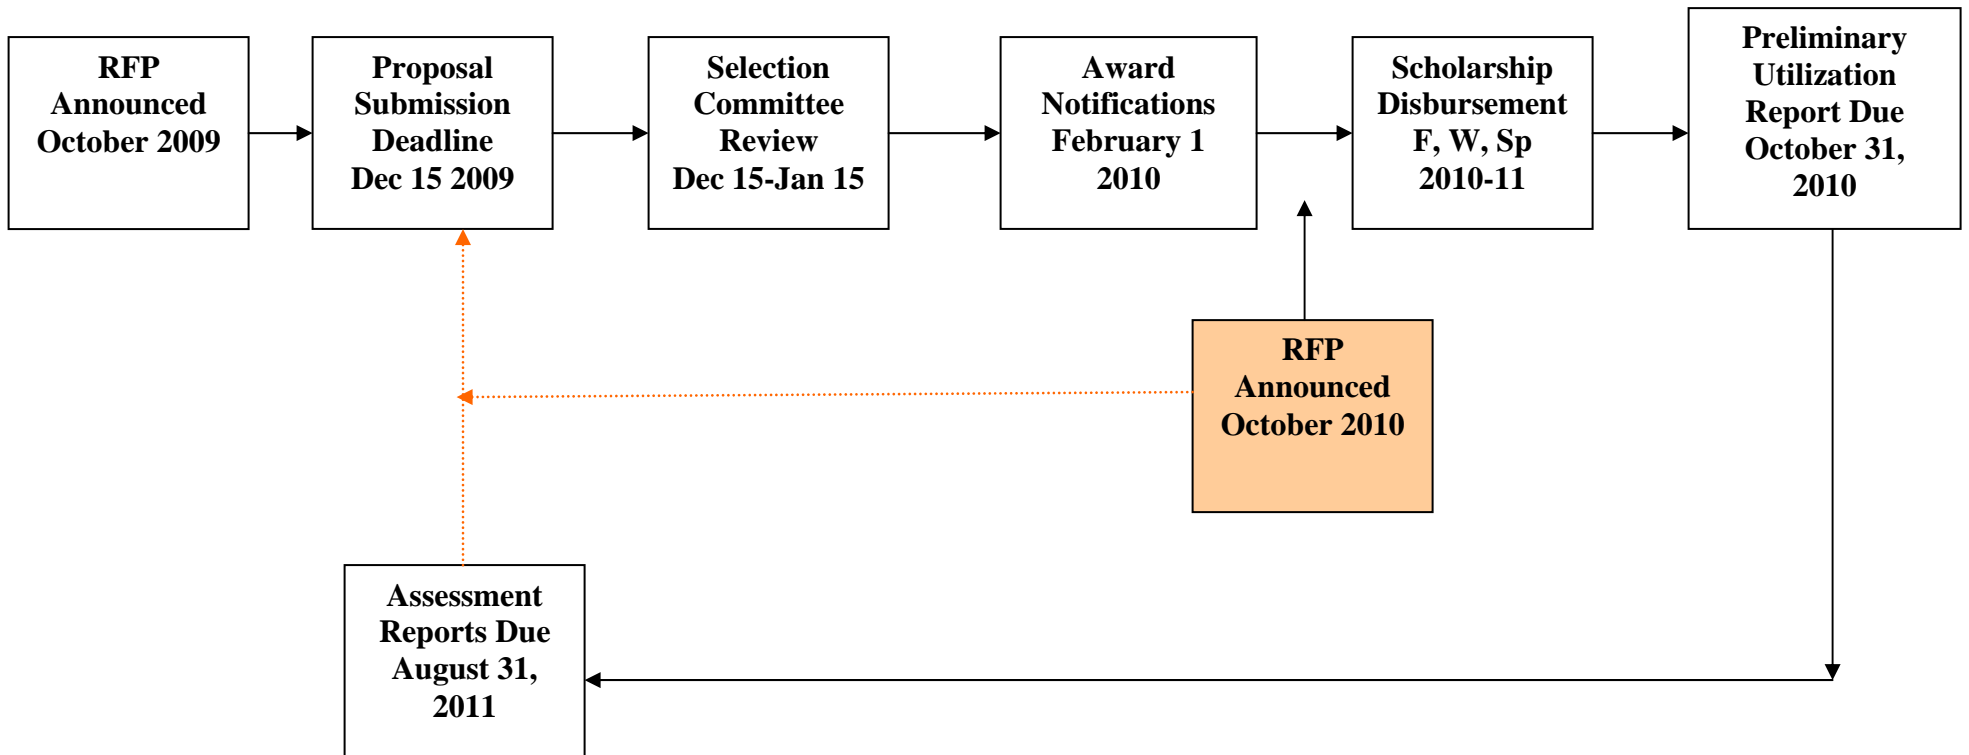 RFP
Announced
October 2009
Proposal
Submission
Deadline
Dec 15 2009
Selection
Committee
Review
Dec 15-Jan 15
Award
Notifications
February 1
2010
Scholarship
Disbursement
F, W, Sp
2010-11
Preliminary
Utilization
Report Due
October 31,
2010
RFP
Announced
October 2010
Assessment
Reports Due
August 31,
2011